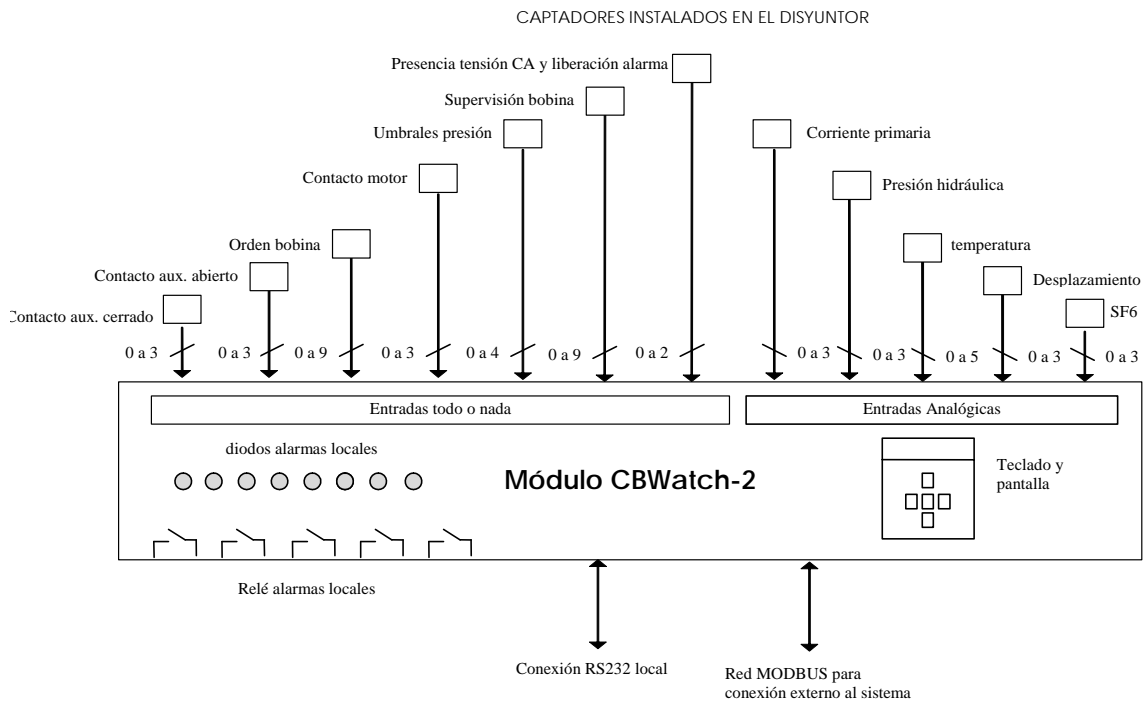 CAPTADORES INSTALADOS EN EL DISYUNTOR
Presencia tensión CA y liberación alarma
Supervisión bobina
Umbrales presión
Corriente primaria
Contacto motor
Presión hidráulica
Orden bobina
temperatura
Contacto aux. abierto
Desplazamiento
Contacto aux. cerrado
SF6
0 a 3
0 a 3
0 a 9
0 a 3
0 a 4
0 a 9
0 a 2
0 a 3
0 a 3
0 a 5
0 a 3
0 a 3
Entradas todo o nada
Entradas Analógicas
diodos alarmas locales
Módulo CBWatch-2
Teclado y
pantalla
Relé alarmas locales
Conexión RS232 local
Red MODBUS para
conexión externo al sistema